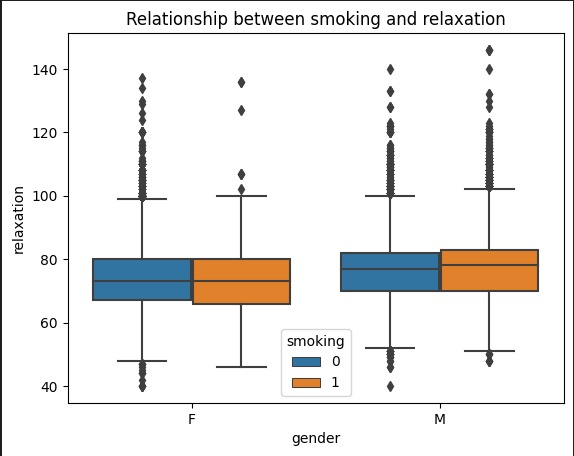 Relationship between smoking and relaxation
relaxation
140
120
100
80
60
40
smoking
0
1
F
M
gender